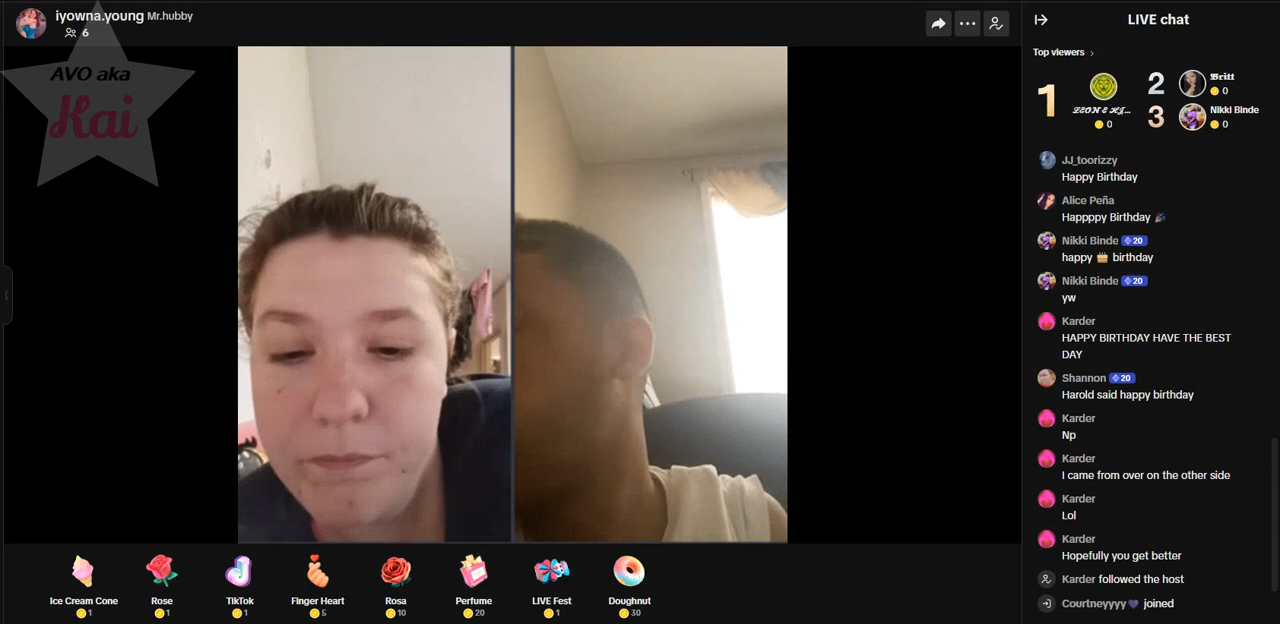 iyowna.young Mr.hubby
6
AVO aka
Kai
LIVE chat
Top viewers
1
0
2
Britt
0
3
Nikki Binde
0
JJ_toorizzy
Happy Birthday
Alice Peña
Happppy Birthday 🎉
Nikki Binde 20
happy 🎂 birthday
Nikki Binde 20
yw
Karder
HAPPY BIRTHDAY HAVE THE BEST
DAY
Shannon 20
Harold said happy birthday
Karder
Np
Karder
I came from over on the other side
Karder
Lol
Karder
Hopefully you get better
Karder followed the host
Courtneyyyy💜 joined
Ice Cream Cone
1
Rose
1
TikTok
1
Finger Heart
5
Rosa
10
Perfume
20
LIVE Fest
1
Doughnut
30